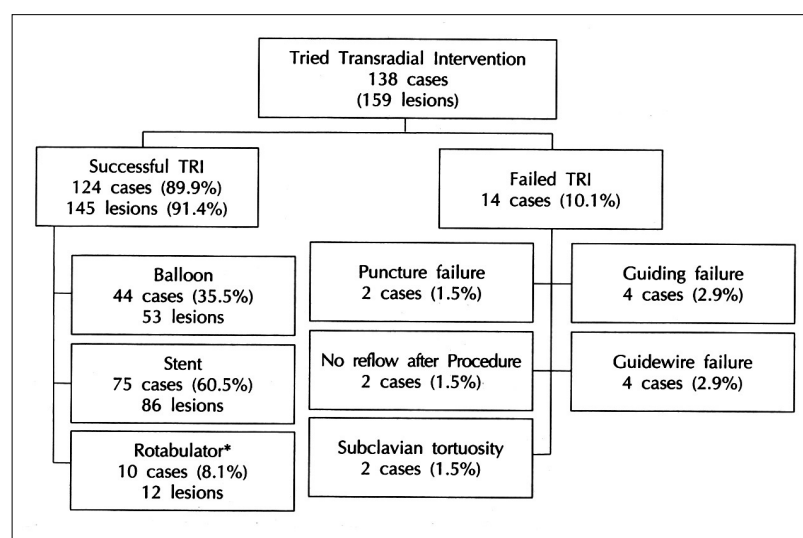 Tried Transradial Intervention
138 cases
(159 lesions)
Successful TRI
124 cases (89.9%)
145 lesions (91.4%)
Failed TRI
14 cases (10.1%)
Balloon
44 cases (35.5%)
53 lesions
Stent
75 cases (60.5%)
86 lesions
Rotabulator*
10 cases (8.1%)
12 lesions
Puncture failure
2 cases (1.5%)
No reflow after Procedure
2 cases (1.5%)
Subclavian tortuosity
2 cases (1.5%)
Guiding failure
4 cases (2.9%)
Guidewire failure
4 cases (2.9%)